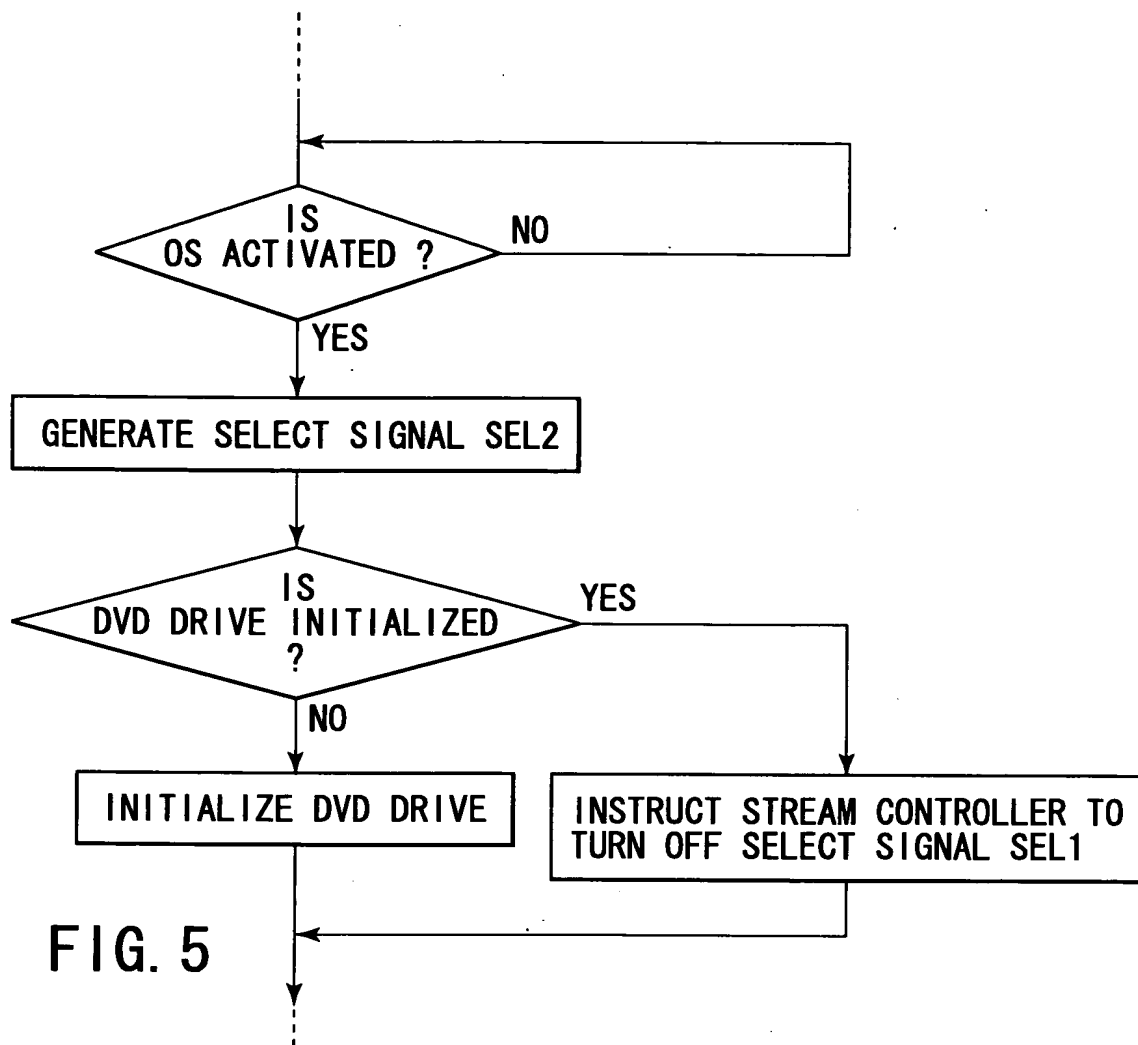 IS
OS ACTIVATED ?
NO
YES
GENERATE SELECT SIGNAL SEL2
IS
DVD DRIVE INITIALIZED
?
YES
NO
INITIALIZE DVD DRIVE
INSTRUCT STREAM CONTROLLER TO
TURN OFF SELECT SIGNAL SEL1
FIG. 5